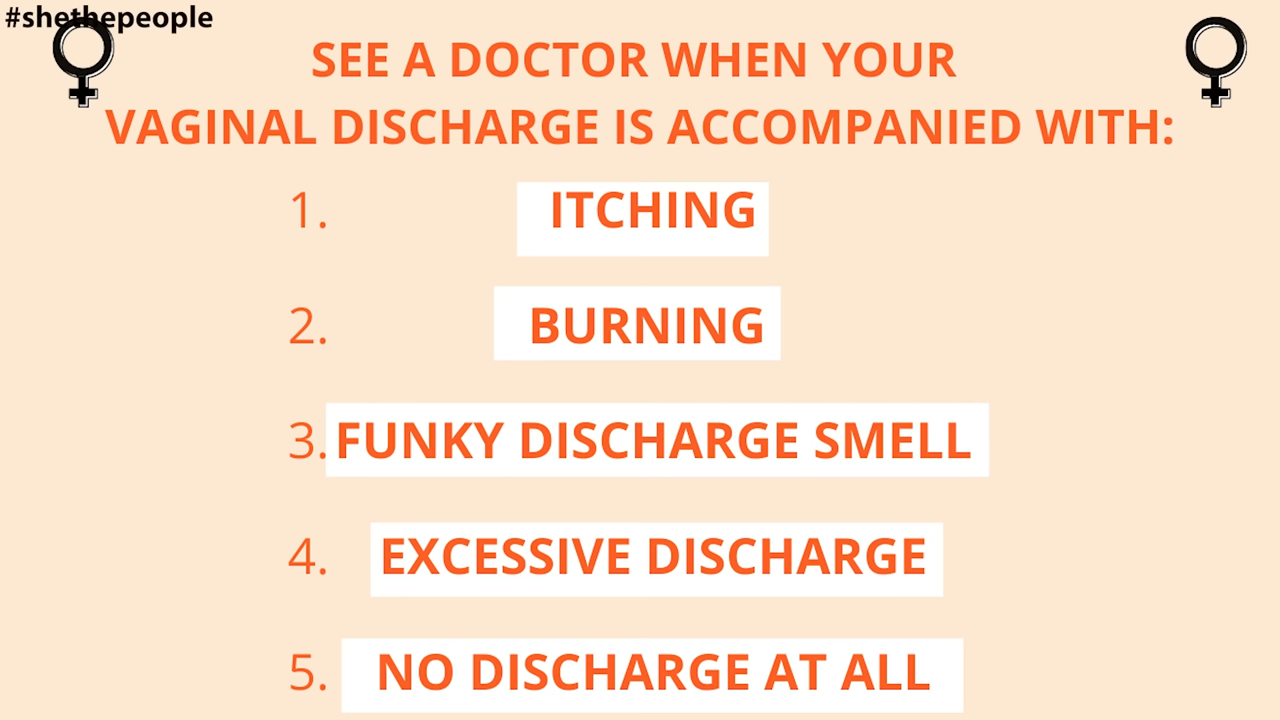 #shethepeople
SEE A DOCTOR WHEN YOUR
VAGINAL DISCHARGE IS ACCOMPANIED WITH:
1. ITCHING
2. BURNING
3. FUNKY DISCHARGE SMELL
4. EXCESSIVE DISCHARGE
5. NO DISCHARGE AT ALL